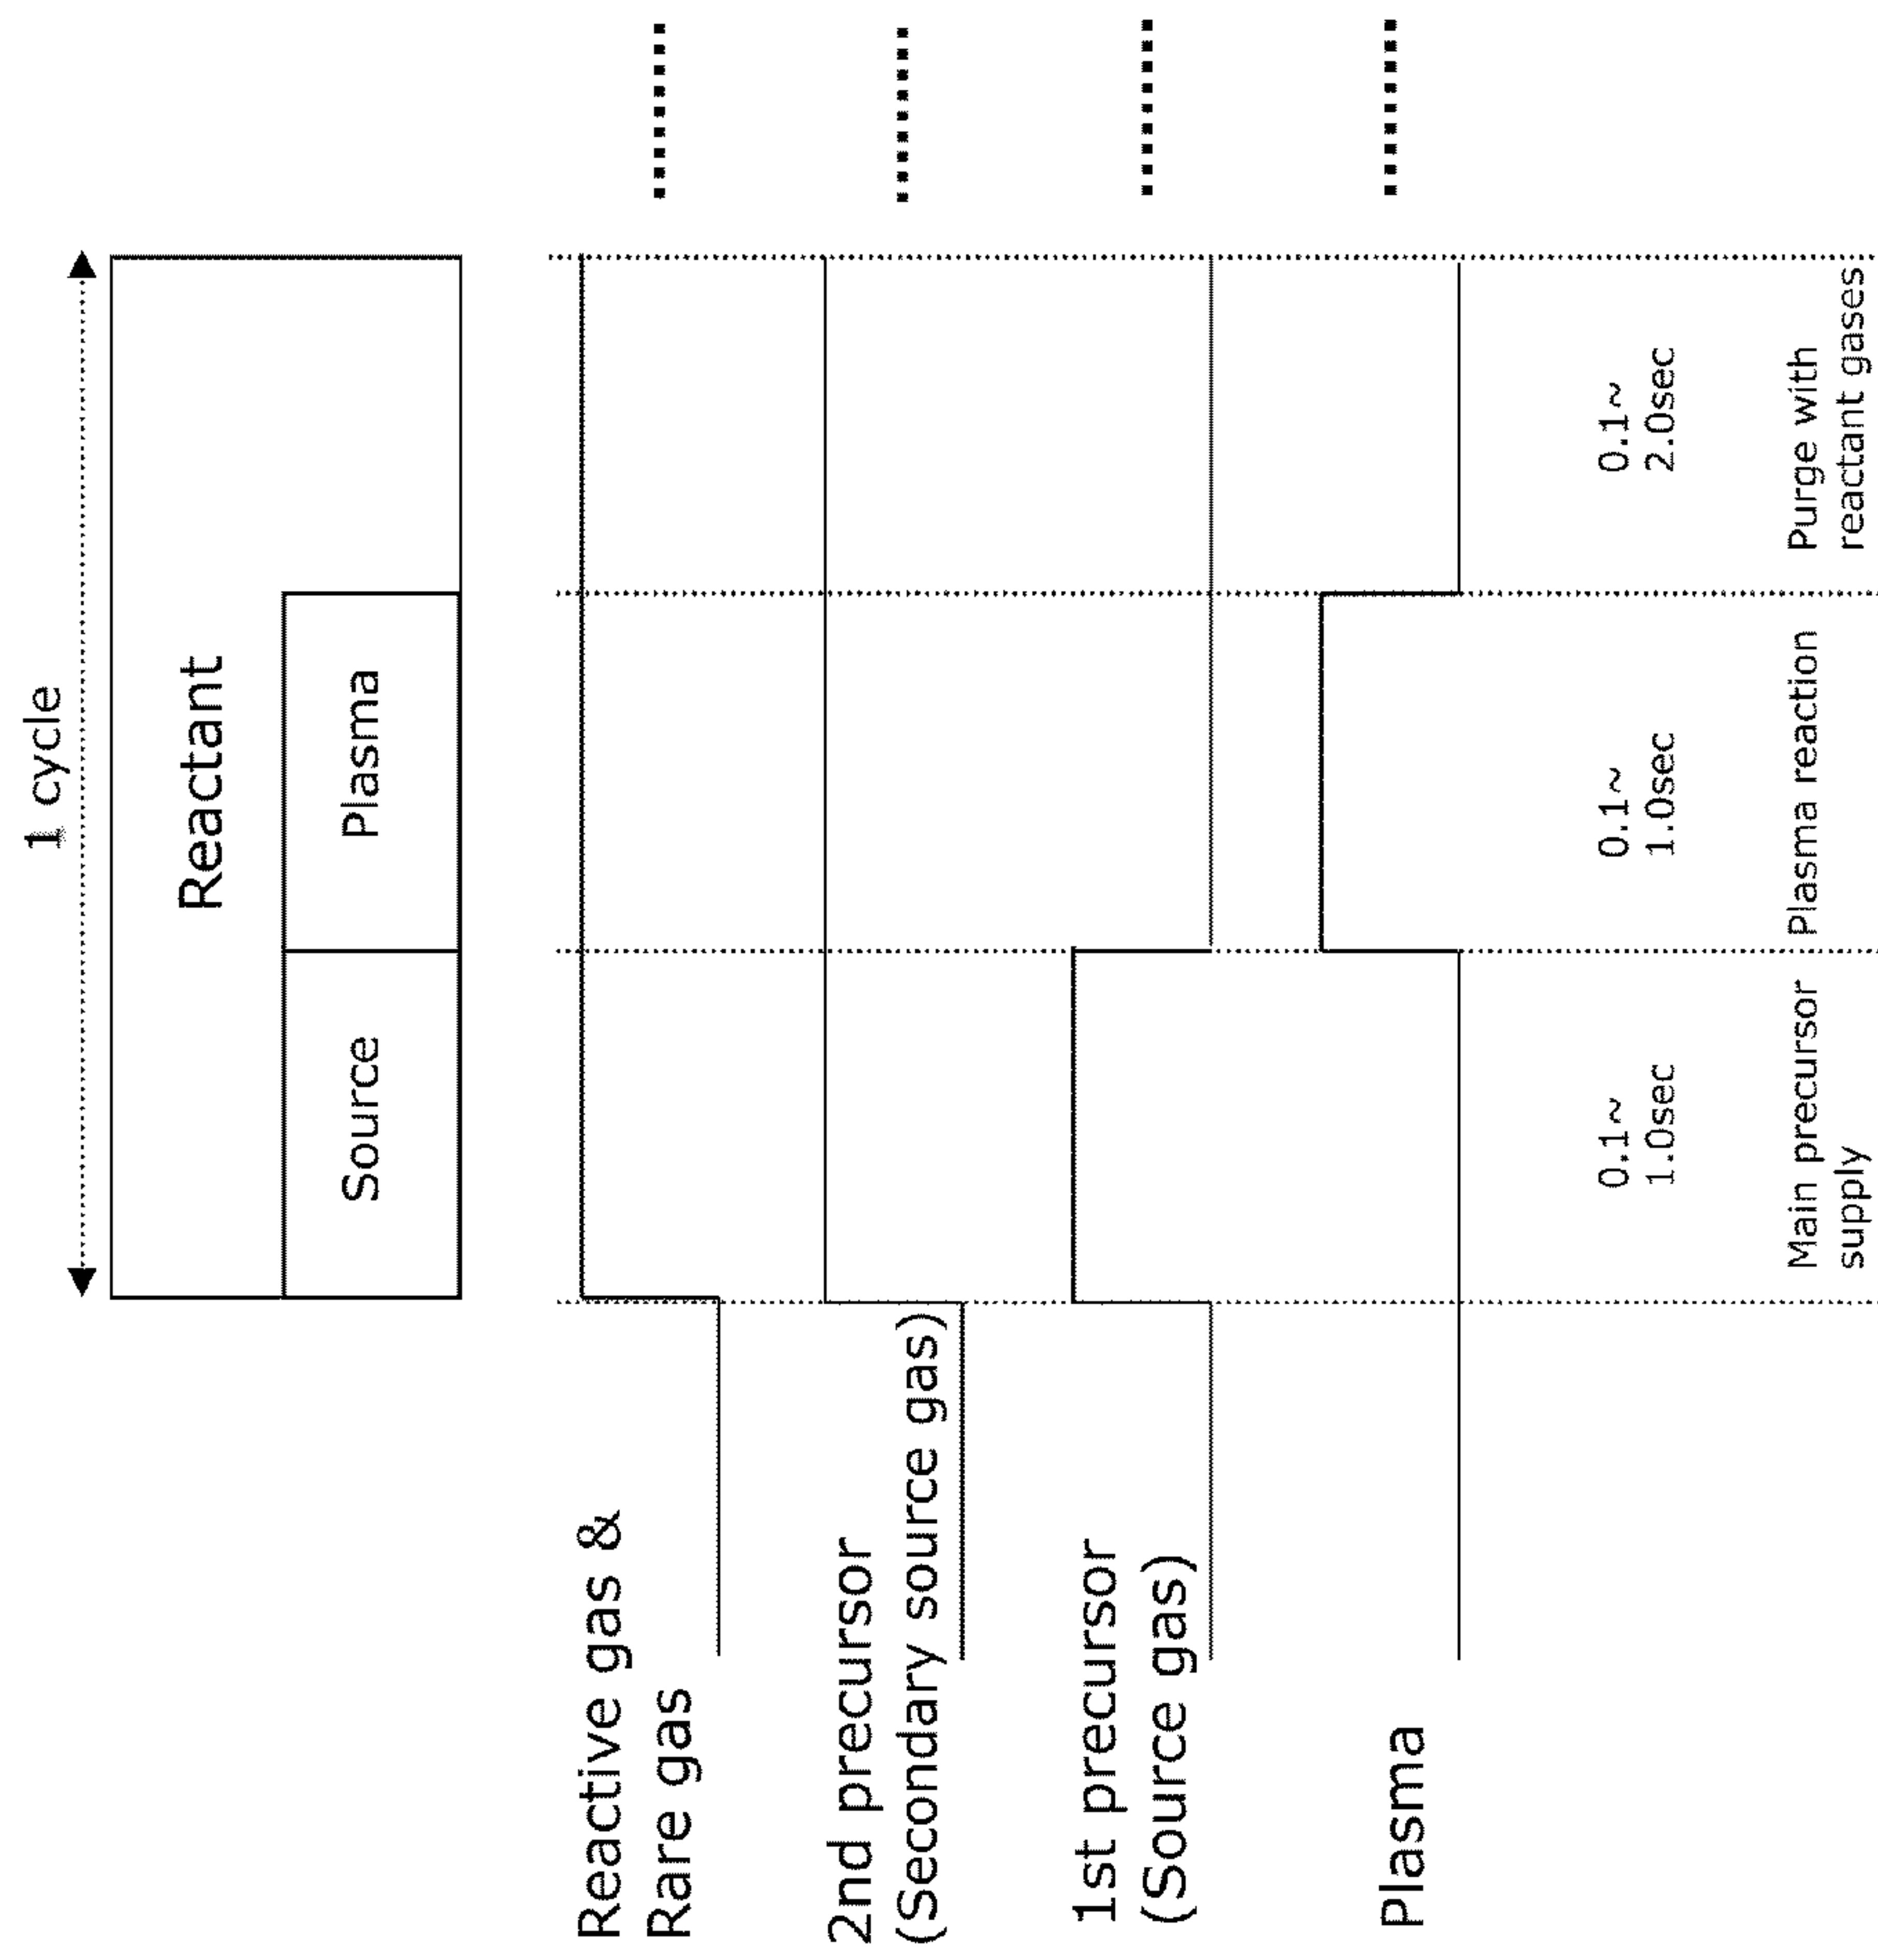 1 cycle
Reactant
Source
Plasma
Reactive gas &
Rare gas
2nd precursor
(Secondary source gas)
1st precursor
(Source gas)
Plasma
0.1~
1.0sec
0.1~
1.0sec
0.1~
2.0sec
Main precursor
supply
Plasma reaction
Purge with
reactant gases